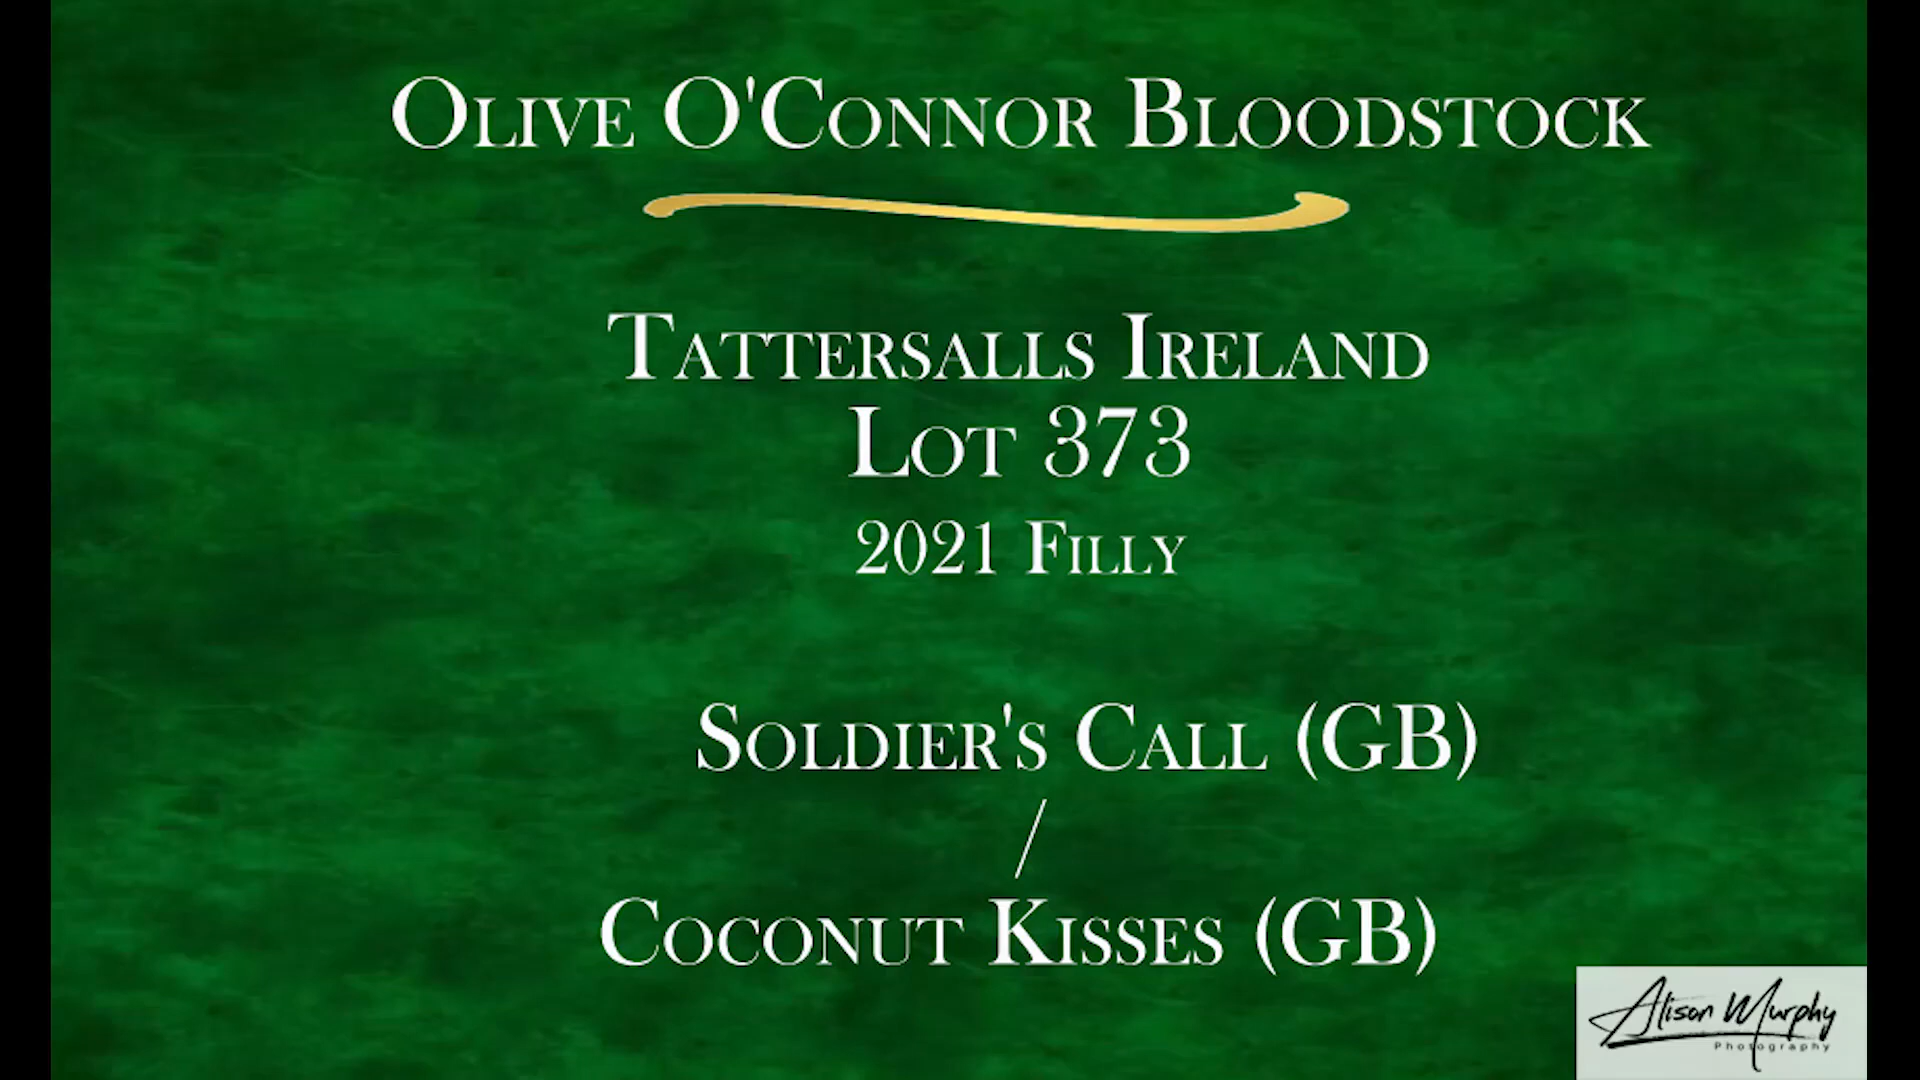 Olive O'Connor Bloodstock
Tattersalls Ireland
Lot 373
2021 Filly
Soldier's Call (GB)
/
Coconut Kisses (GB)
Alison Murphy
Photography